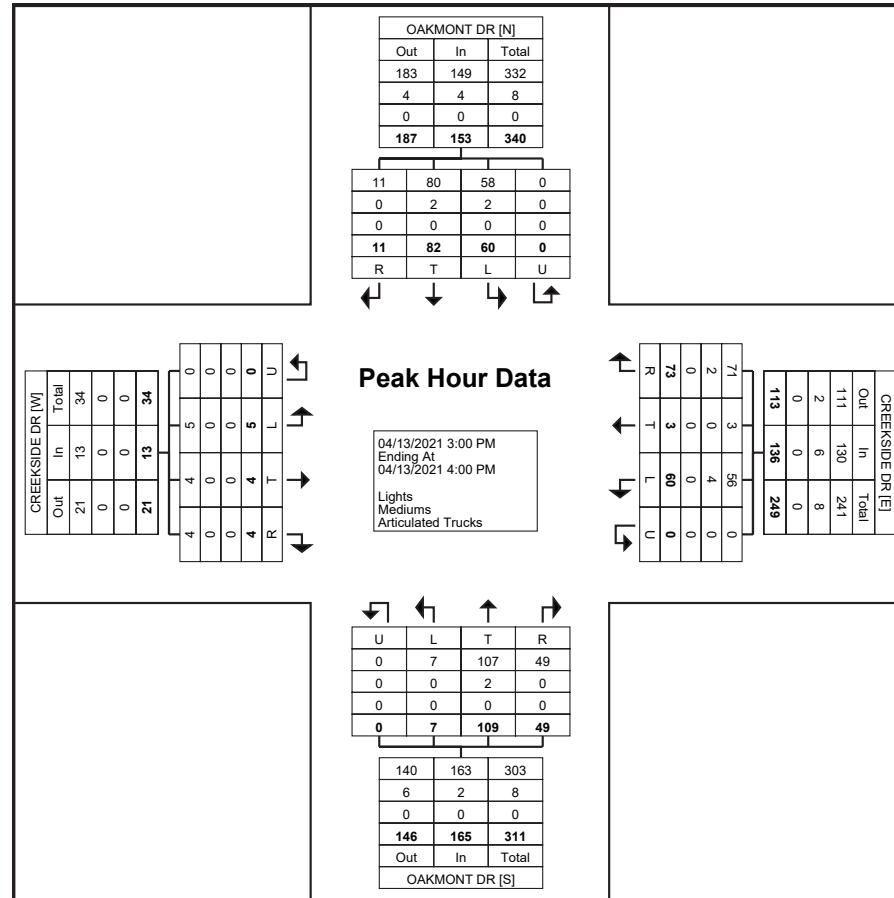 OAKMONT DR [N]
Out In Total
183 149 332
4 4 8
0 0 0
187 153 340
11 80 58 0
0 2 2 0
0 0 0 0
11 82 60 0
R T L U
CREEKSIDE DR [W]
Total In Out
34 13 21
0 0 0
0 0 0
34 13 21
0 5 4 4
0 0 0 0
0 0 0 0
0 5 4 4
U L T R
Peak Hour Data
04/13/2021 3:00 PM
Ending At
04/13/2021 4:00 PM
Lights
Mediums
Articulated Trucks
R T L U
73 3 60 0
0 0 0 0
2 0 4 0
71 3 56 0
CREEKSIDE DR [E]
Out In Total
111 130 241
2 6 8
0 0 0
113 136 249
U L T R
0 7 107 49
0 0 2 0
0 0 0 0
0 7 109 49
140 163 303
6 2 8
0 0 0
146 165 311
Out In Total
OAKMONT DR [S]